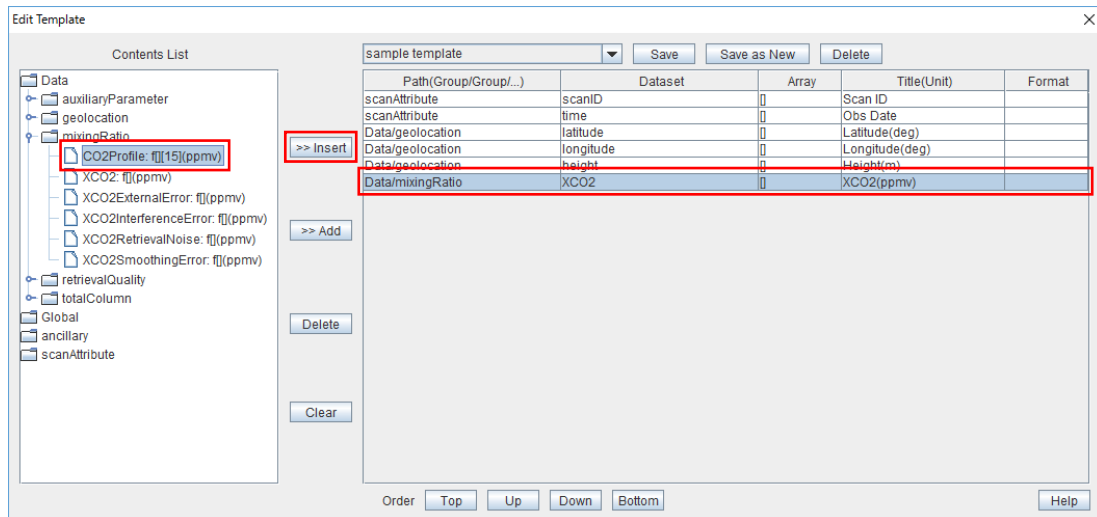 Edit Template
Contents List
sample template Save Save as New Delete
Data
auxiliaryParameter
geolocation
mixingRatio
CO2Profile: f[][15](ppmv)
XCO2: f[](ppmv)
XCO2ExternalError: f[](ppmv)
XCO2InterferenceError: f[](ppmv)
XCO2RetrievalNoise: f[](ppmv)
XCO2SmoothingError: f[](ppmv)
retrievalQuality
totalColumn
Global
ancillary
scanAttribute
>> Insert
>> Add
Delete
Clear
Path(Group/Group/...) Dataset Array Title(Unit) Format
scanAttribute scanID [] Scan ID
scanAttribute time [] Obs Date
Data/geolocation latitude [] Latitude(deg)
Data/geolocation longitude [] Longitude(deg)
Data/geolocation height [] Height(m)
Data/mixingRatio XCO2 [] XCO2(ppmv)
Order Top Up Down Bottom Help